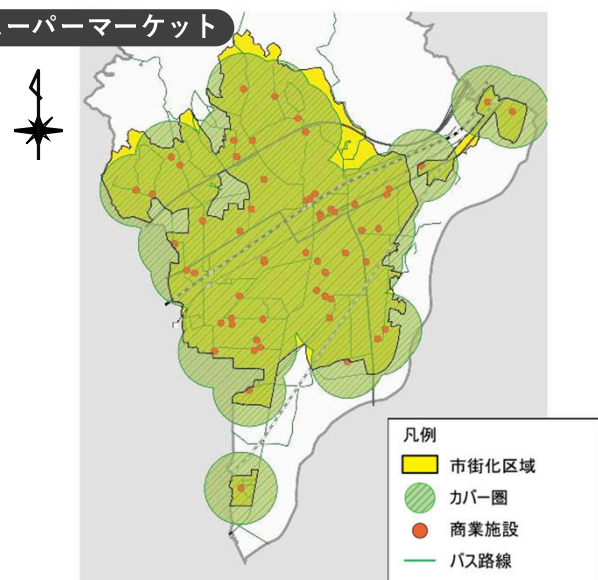 ーパーマーケット
凡例
市街化区域
カバー圏
商業施設
バス路線